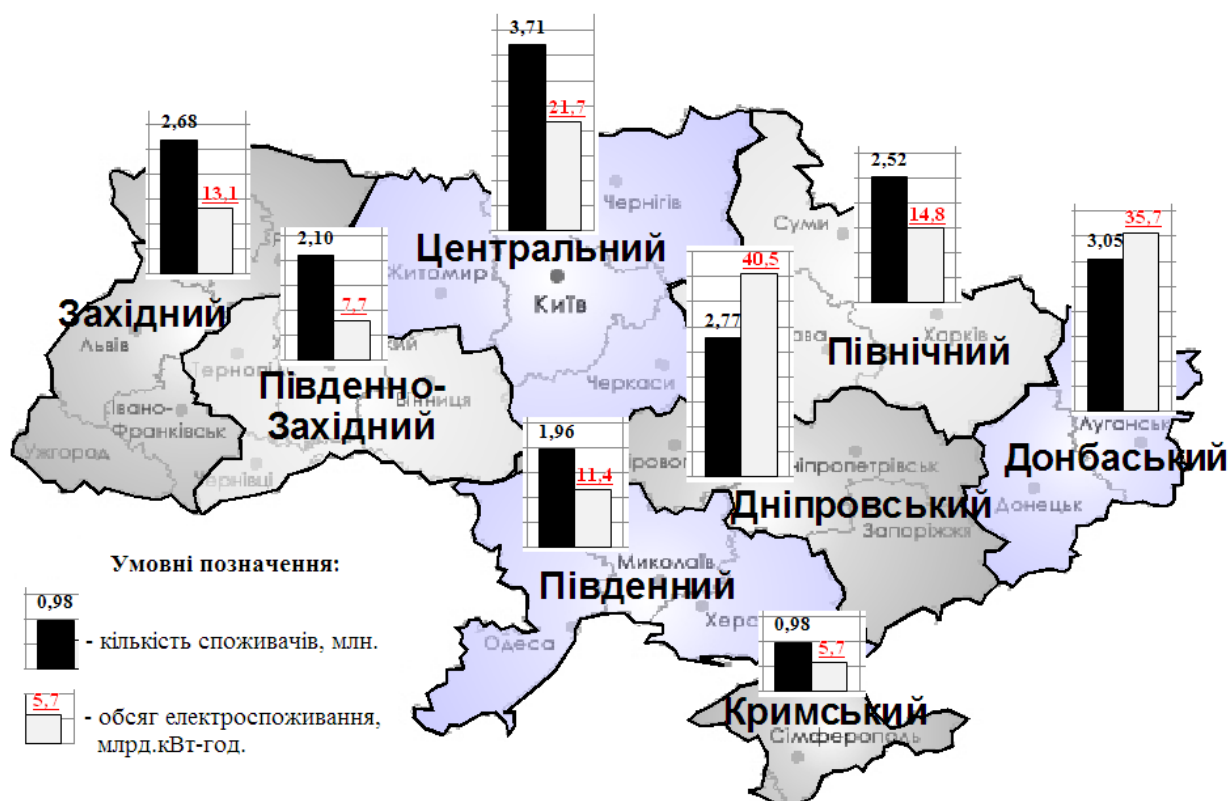 3,71
21,7
2,68
13,1
2,52
14,8
35,7
3,05
Чернігів
Суми
2,10
7,7
Центральний
Житомир
Київ
40,5
2,77
Західний
Львів
Харків
Північний
Тернопіль
Черкаси
Південно-
Західний
Вінниця
Івано-
Франківськ
Ужгород
Чернівці
1,96
11,4
Луганськ
Донбаський
Донецьк
Дніпропетрівськ
Дніпровський
Запоріжжя
Миколаїв
Південний
Одеса
Херс
0,98
5,7
Кримський
Сімферополь
Умовні позначення:
0,98
- кількість споживачів, млн.
5,7
- обсяг електроспоживання,
млрд.кВт-год.